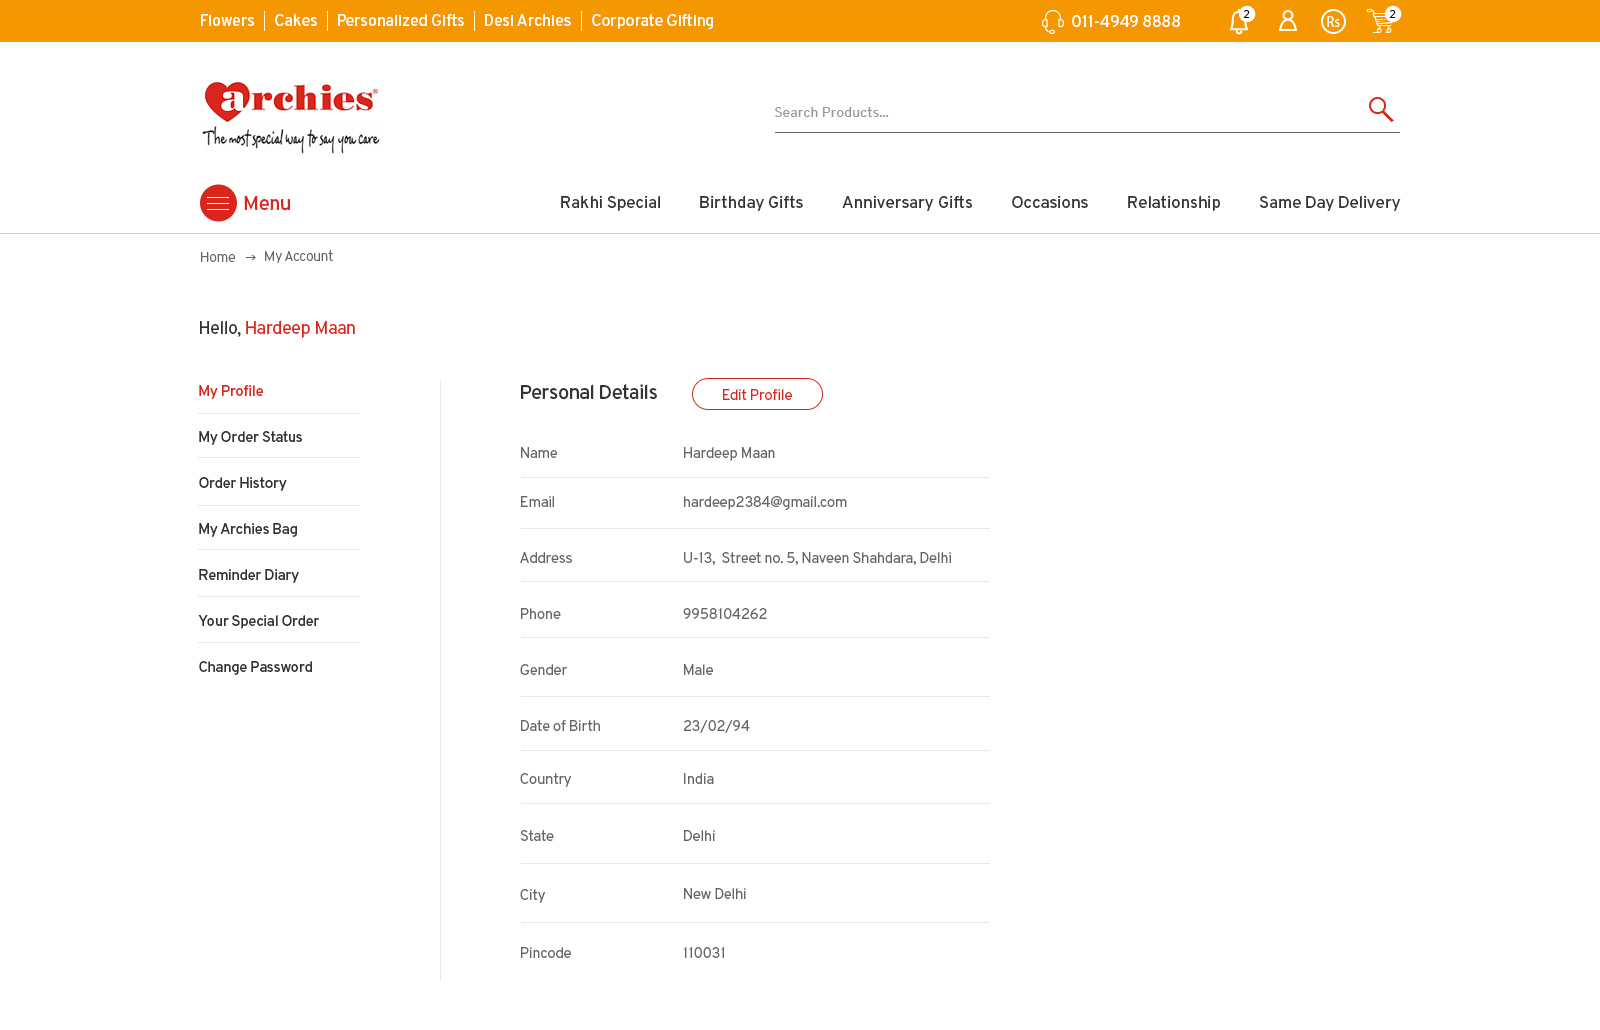 Flowers Cakes Personalized Gifts Desi Archies Corporate Gifting 011-4949 8888 2 Rs 2
archies®
The most special way to say you care
Search Products...
Menu Rakhi Special Birthday Gifts Anniversary Gifts Occasions Relationship Same Day Delivery
Home → My Account
Hello, Hardeep Maan
My Profile
My Order Status
Order History
My Archies Bag
Reminder Diary
Your Special Order
Change Password
Personal Details Edit Profile
Name Hardeep Maan
Email hardeep2384@gmail.com
Address U-13, Street no. 5, Naveen Shahdara, Delhi
Phone 9958104262
Gender Male
Date of Birth 23/02/94
Country India
State Delhi
City New Delhi
Pincode 110031